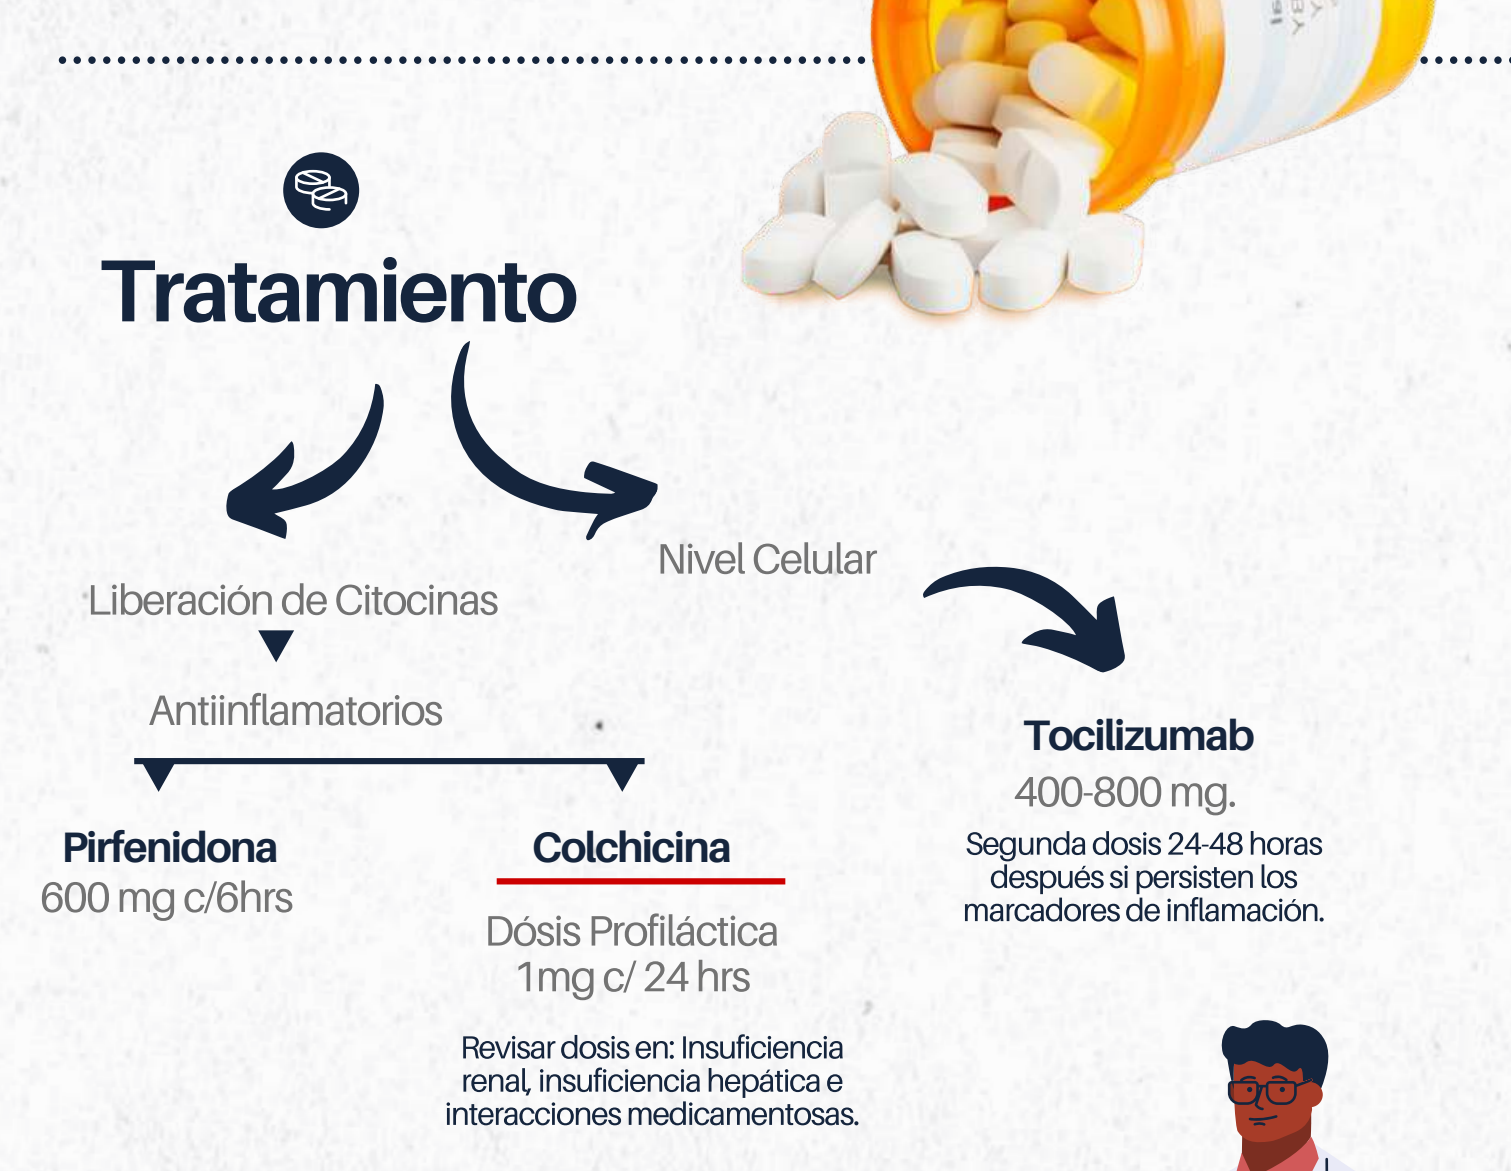 Tratamiento
Nivel Celular
Liberación de Citocinas
Antiinflamatorios
Pirfenidona
600 mg c/6hrs
Colchicina
Dósis Profiláctica
1mg c/ 24 hrs
Revisar dosis en: Insuficiencia
renal, insuficiencia hepática e
interacciones medicamentosas.
Tocilizumab
400-800 mg.
Segunda dosis 24-48 horas
después si persisten los
marcadores de inflamación.